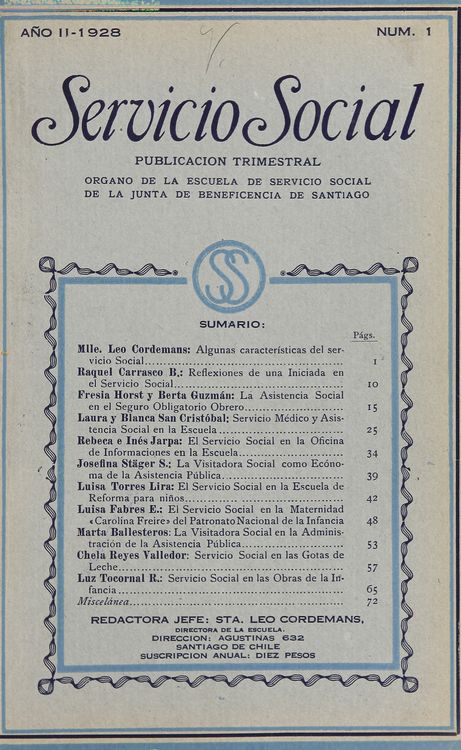 AÑO II-1928
NUM. 1
Servicio Social
PUBLICACION TRIMESTRAL
ORGANO DE LA ESCUELA DE SERVICIO SOCIAL
DE LA JUNTA DE BENEFICENCIA DE SANTIAGO
SS
SUMARIO:
Págs.
Mlle. Leo Cordemans: Algunas características del ser-
vicio Social........ 1
Raquel Carrasco B,: Reflexiones de una Iniciada en
el Servicio Social........ 10
Fresia Horst y Berta Guzmán: La Asistencia Social
en el Seguro Obligatorio Obrero........ 15
Laura y Blanca San Cristóbal; Servicio Médico y Asis-
tencia Social en la Escuela........ 25
Rebeca e Inés Jarpa: El Servicio Social en la Oficina
de Informaciones en la Escuela........ 34
Josefina Stäger S.; La Visitadora Social como Ecóno-
ma de la Asistencia Pública........ 39
Luisa Torres Lira: El Servicio Social en la Escuela de
Reforma para niños........ 42
Luisa Fabres E.: El Servicio Social en la Maternidad
«Carolina Freire» del Patronato Nacional de la Infancia 48
Marta Ballesteros: La Visitadora Social en la Adminis-
tración de la Asistencia Pública........ 53
Chela Reyes Valledor: Servicio Social en las Gotas de
Leche........ 57
Luz Tocornal R.: Servicio Social en las Obras de la In-
fancia........ 65
Miscelánea........ 72
REDACTORA JEFE: STA. LEO CORDEMANS,
DIRECTORA DE LA ESCUELA.
DIRECCION: AGUSTINAS 632
SANTIAGO DE CHILE
SUSCRIPCION ANUAL: DIEZ PESOS